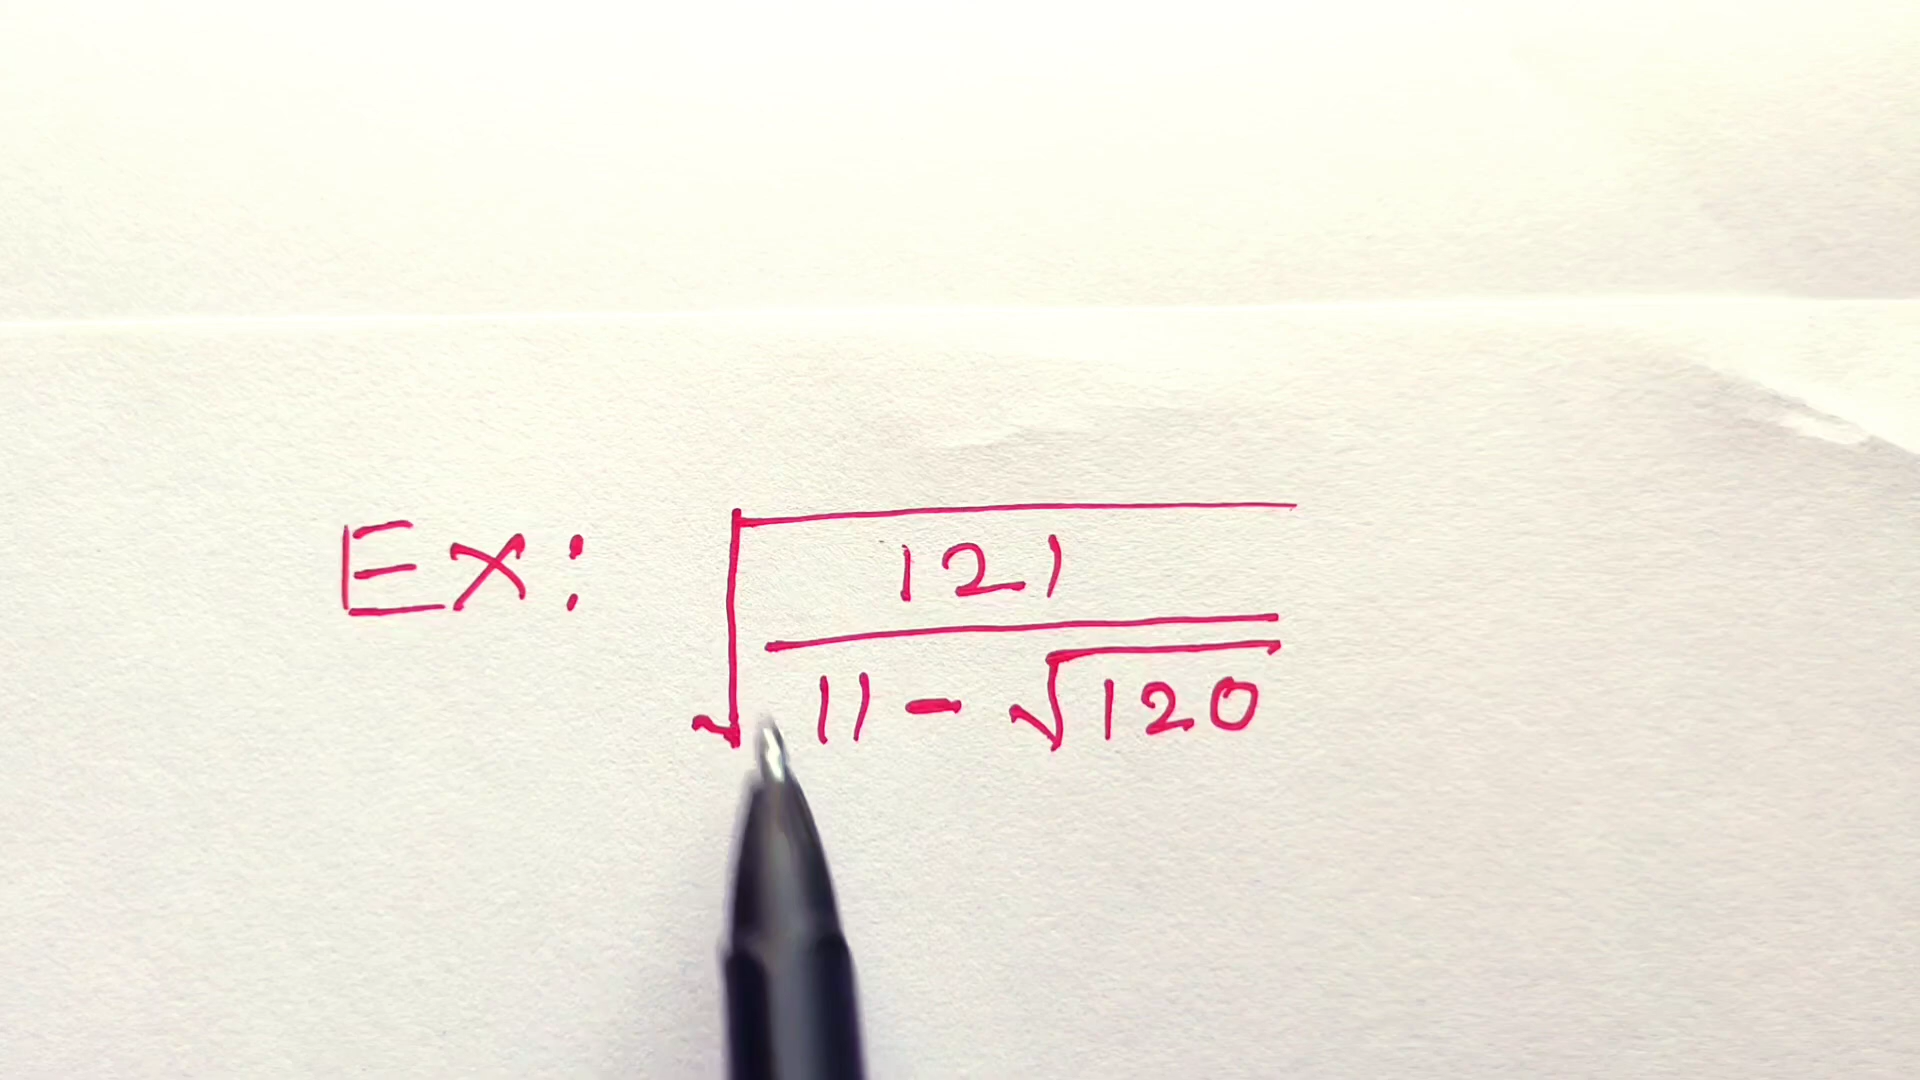 Ex: √(121 / (11 - √120))